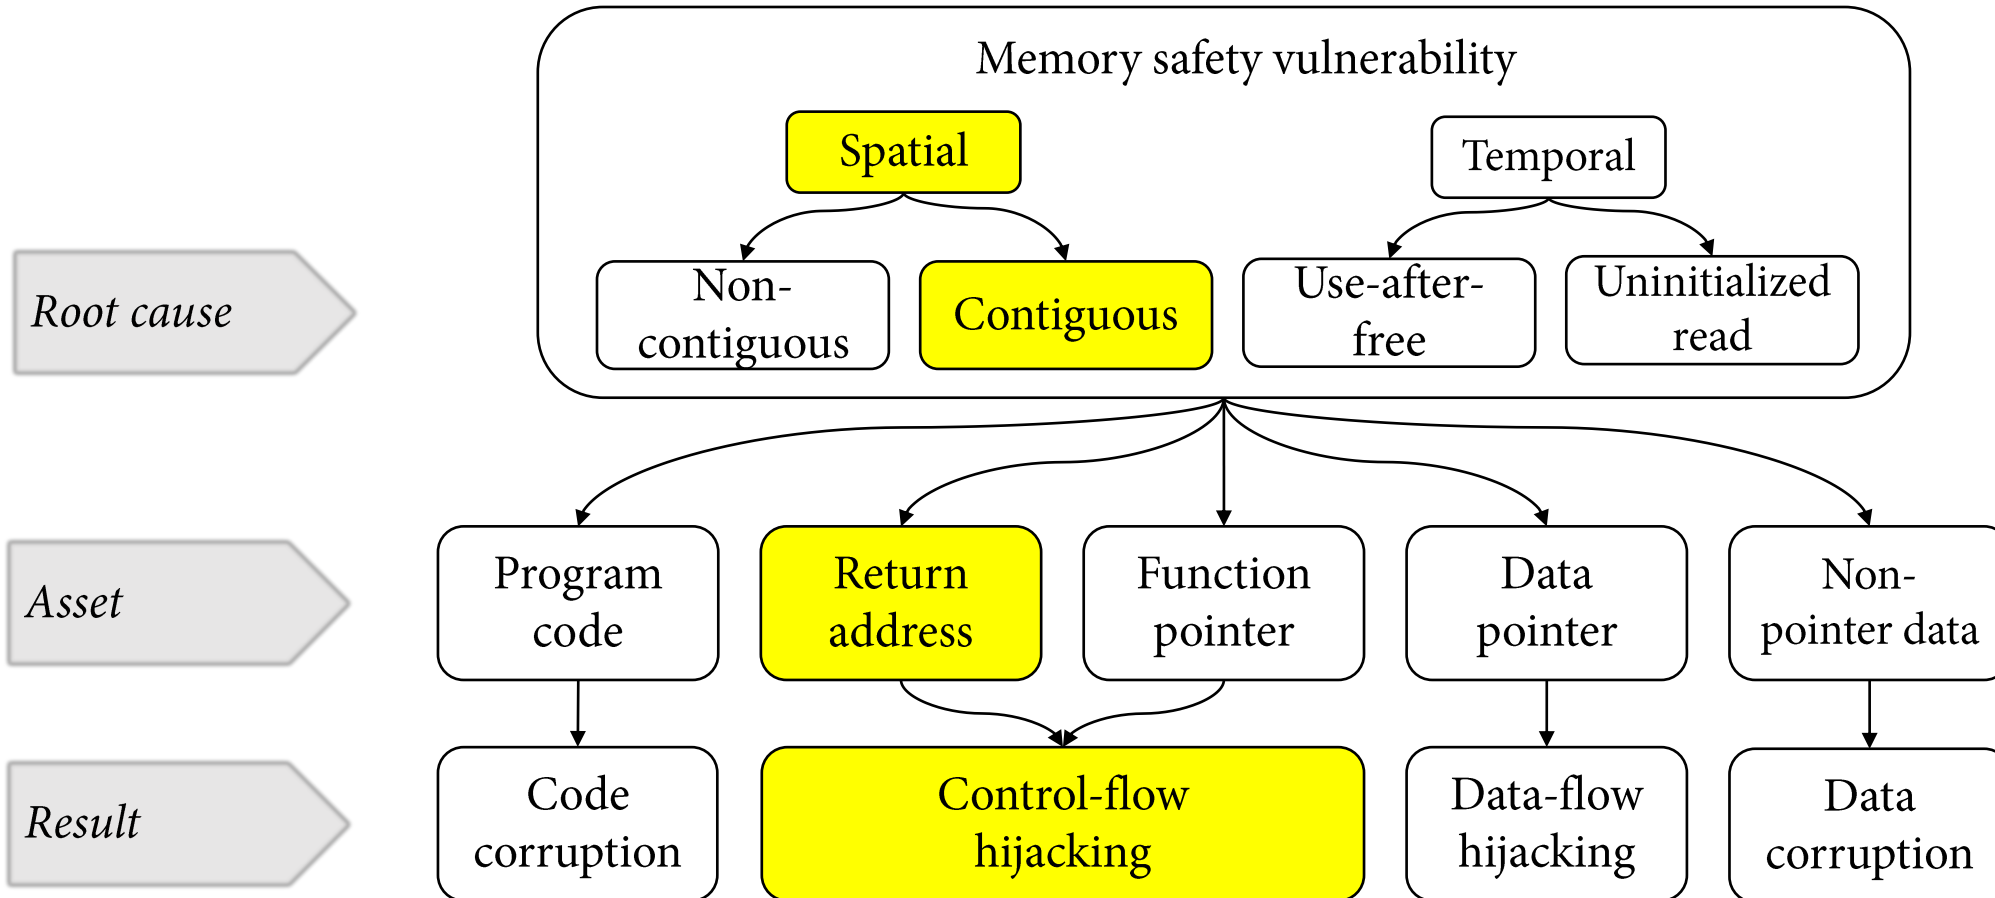 Memory safety vulnerability
Spatial
Temporal
Root cause
Non-
contiguous
Contiguous
Use-after-
free
Uninitialized
read
Asset
Program
code
Return
address
Function
pointer
Data
pointer
Non-
pointer data
Result
Code
corruption
Control-flow
hijacking
Data-flow
hijacking
Data
corruption